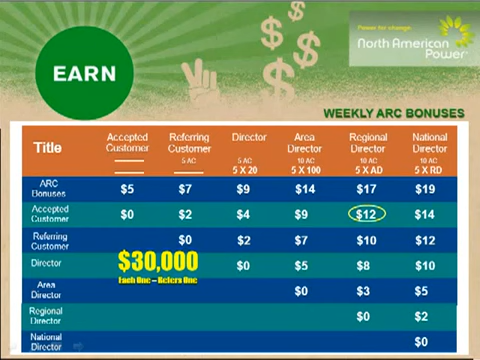 Power for change.
North American
Power
EARN
WEEKLY ARC BONUSES
Title
Accepted Customer
Referring Customer
5 AC
Director
5 AC
5 X 20
Area Director
10 AC
5 X 100
Regional Director
10 AC
5 X AD
National Director
10 AC
5 X RD
ARC Bonuses $5 $7 $9 $14 $17 $19
Accepted Customer $0 $2 $4 $9 $12 $14
Referring Customer $0 $2 $7 $10 $12
Director $0 $5 $8 $10
$30,000
Each One – Refers One
Area Director $0 $3 $5
Regional Director $0 $2
National Director $0